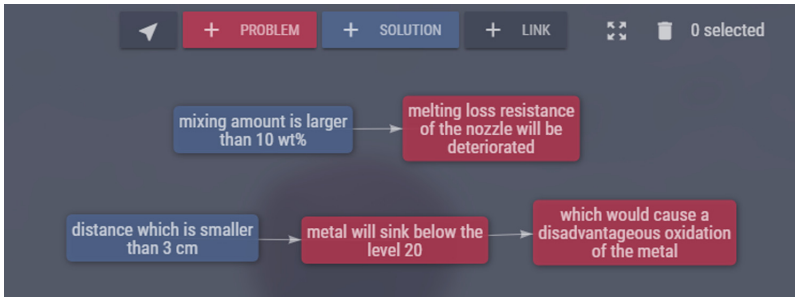 + PROBLEM + SOLUTION + LINK 0 selected
mixing amount is larger
than 10 wt%
melting loss resistance
of the nozzle will be
deteriorated
distance which is smaller
than 3 cm
metal will sink below the
level 20
which would cause a
disadvantageous oxidation
of the metal